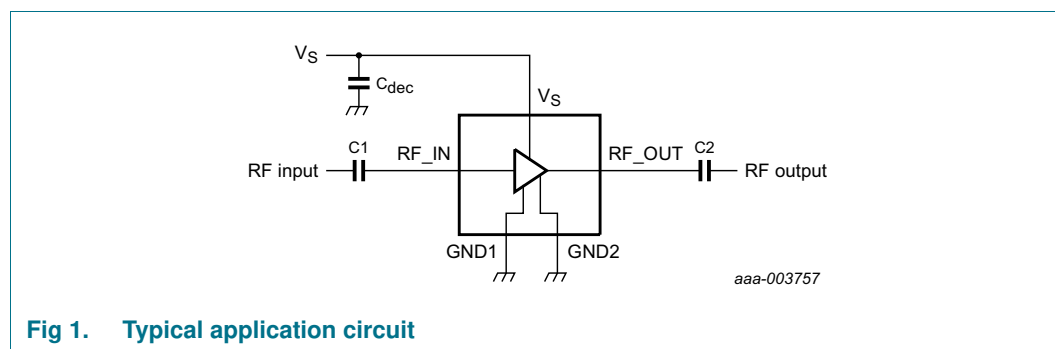 VS
Cdec
VS
C1
RF_IN
RF_OUT
C2
RF input
RF output
GND1
GND2
aaa-003757
Fig 1. Typical application circuit